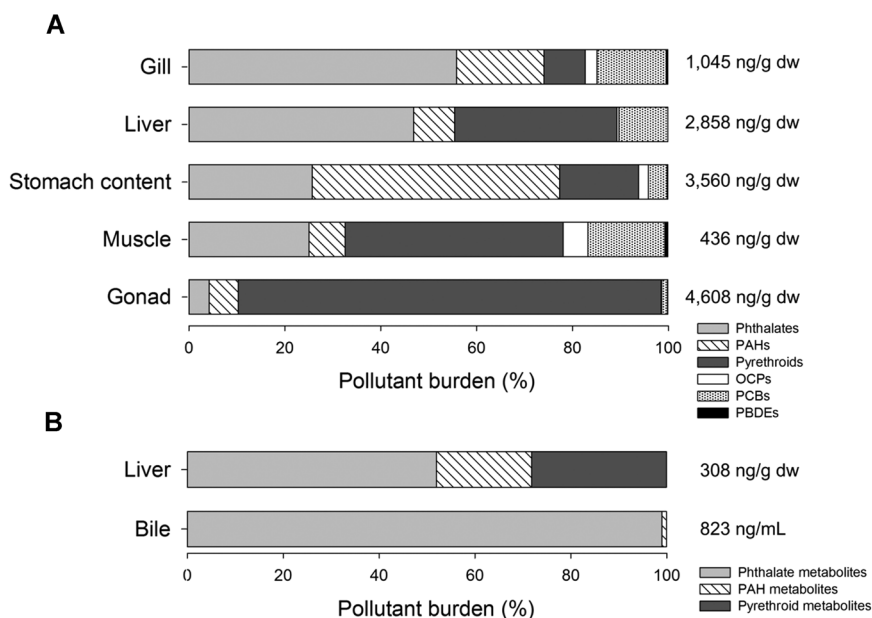 A
Gill 1,045 ng/g dw
Liver 2,858 ng/g dw
Stomach content 3,560 ng/g dw
Muscle 436 ng/g dw
Gonad 4,608 ng/g dw
0 20 40 60 80 100
Pollutant burden (%)
Phthalates
PAHs
Pyrethroids
OCPs
PCBs
PBDEs
B
Liver 308 ng/g dw
Bile 823 ng/mL
0 20 40 60 80 100
Pollutant burden (%)
Phthalate metabolites
PAH metabolites
Pyrethroid metabolites